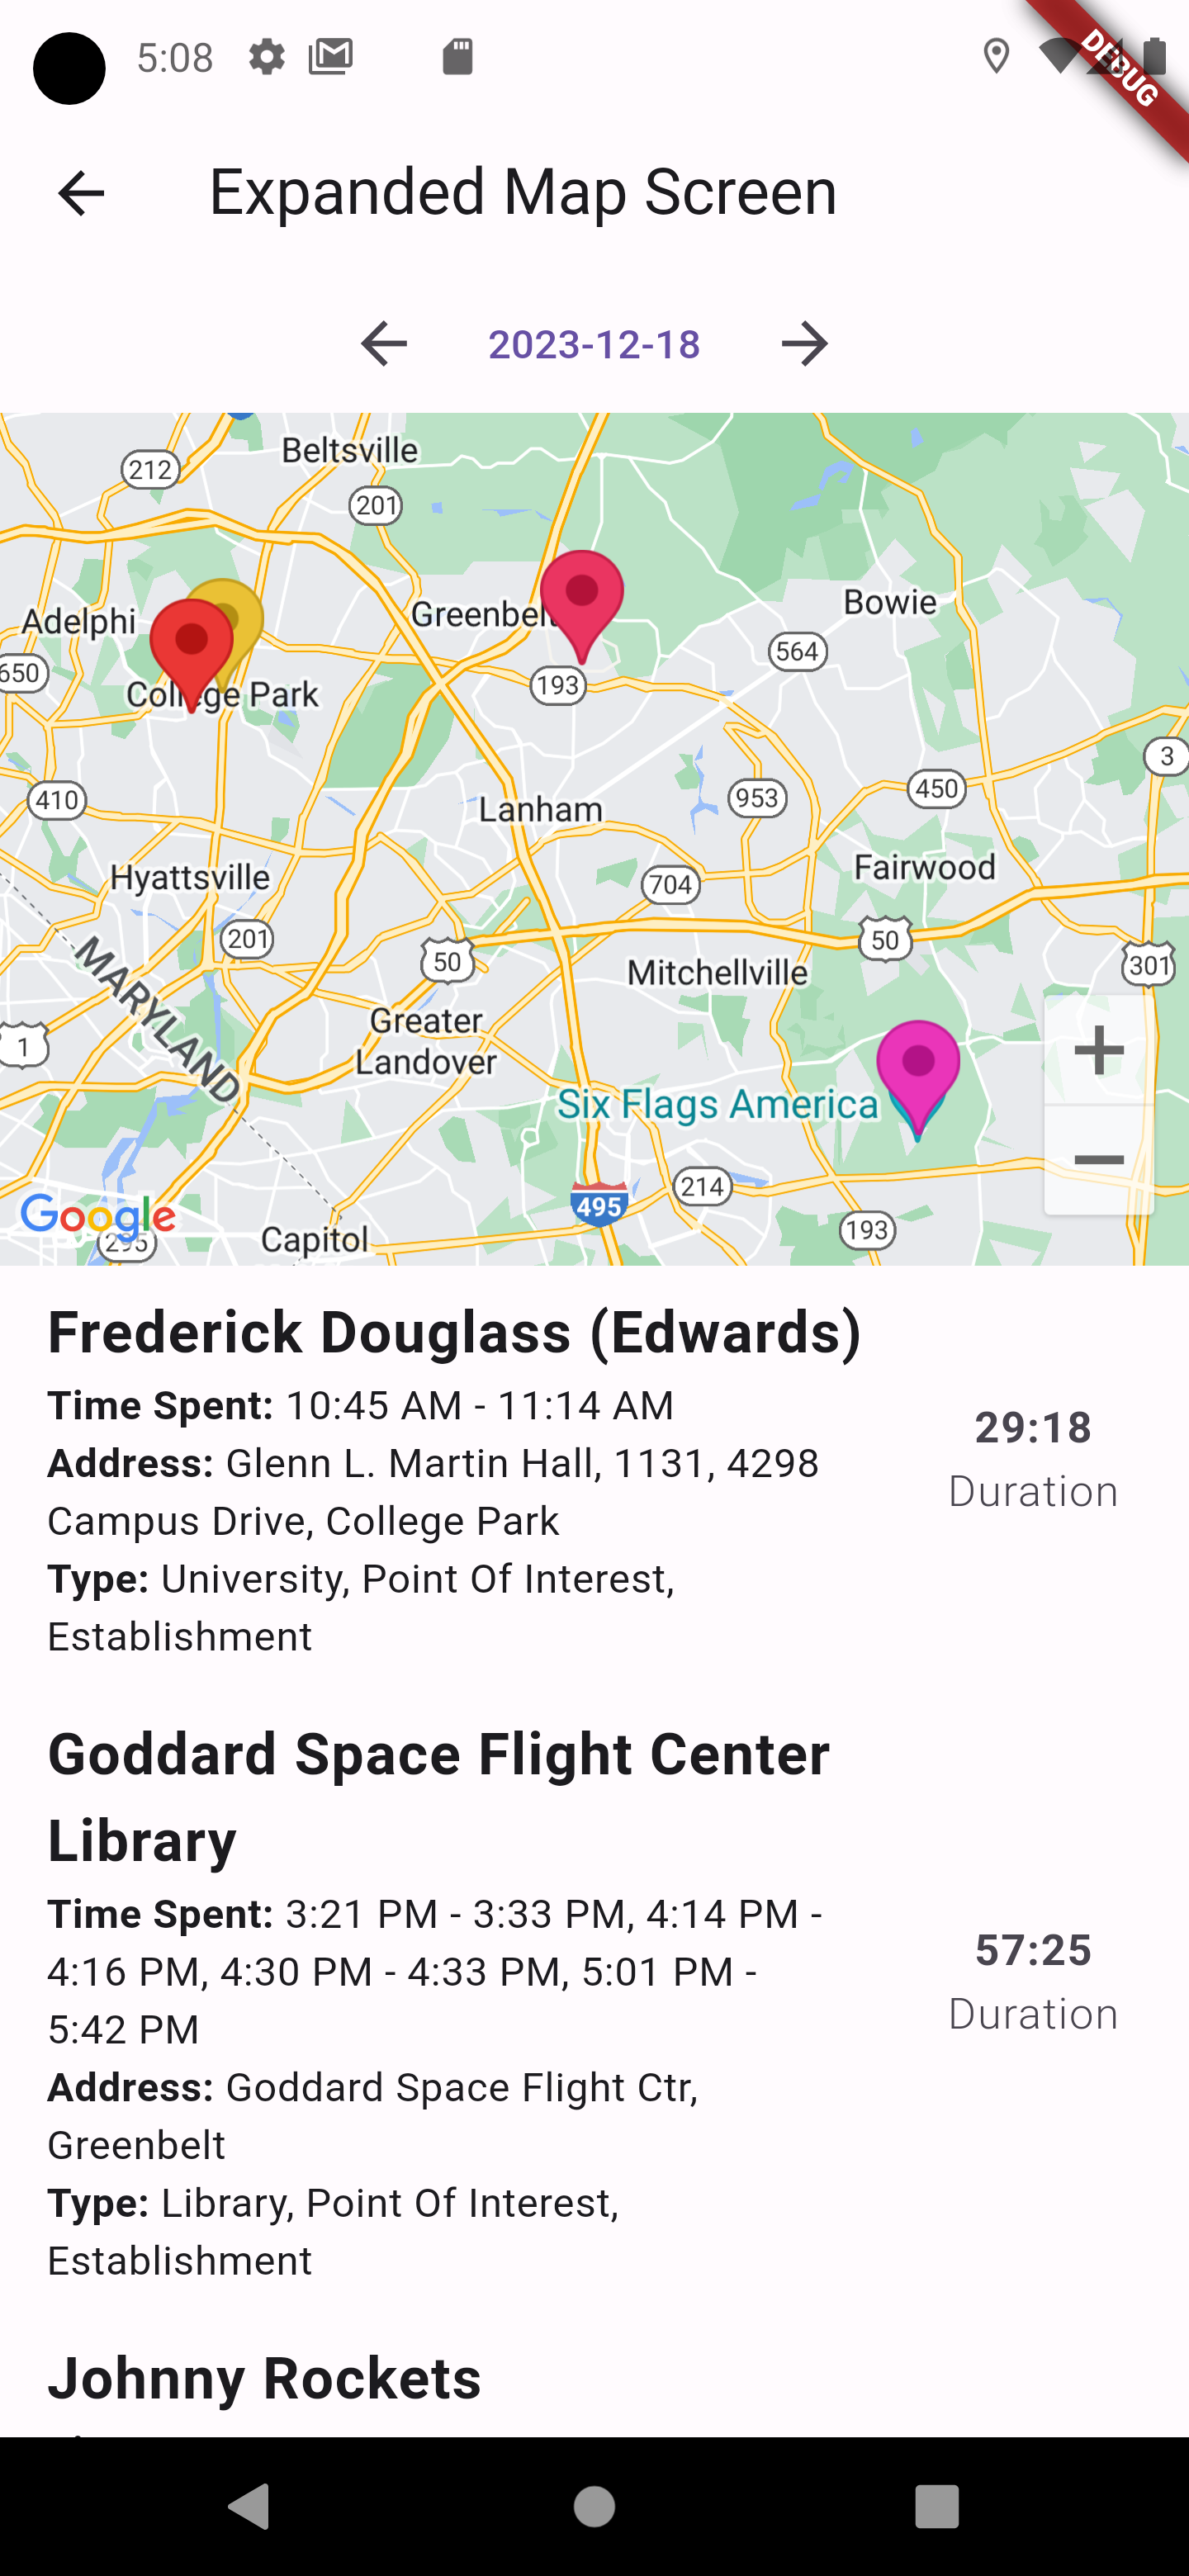 5:08
DEBUG
Expanded Map Screen
2023-12-18
Beltsville
212
201
Adelphi
Greenbel
Bowie
564
650
193
College Park
3
410
Lanham
953
450
Hyattsville
704
Fairwood
201
50
50
Mitchellville
301
MARYLAND
1
Greater
Landover
Six Flags America
214
495
Google
295
Capitol
193
Frederick Douglass (Edwards)
Time Spent: 10:45 AM - 11:14 AM
Address: Glenn L. Martin Hall, 1131, 4298
Campus Drive, College Park
Type: University, Point Of Interest,
Establishment
29:18
Duration
Goddard Space Flight Center
Library
Time Spent: 3:21 PM - 3:33 PM, 4:14 PM -
4:16 PM, 4:30 PM - 4:33 PM, 5:01 PM -
5:42 PM
Address: Goddard Space Flight Ctr,
Greenbelt
Type: Library, Point Of Interest,
Establishment
57:25
Duration
Johnny Rockets